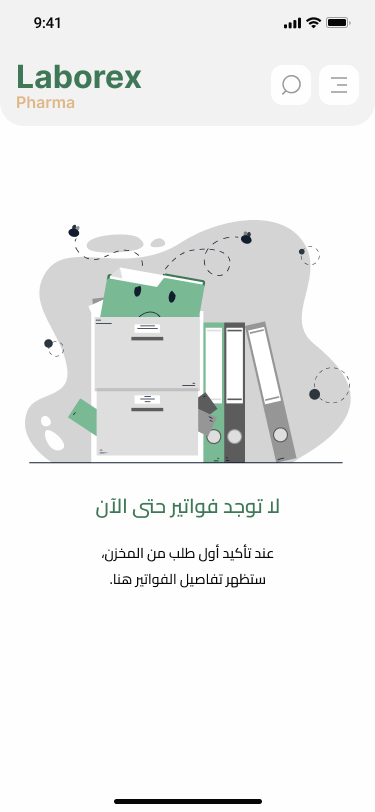 9:41
Laborex
Pharma
لا توجد فواتير حتى الآن
عند تأكيد أول طلب من المخزن،
ستظهر تفاصيل الفواتير هنا.